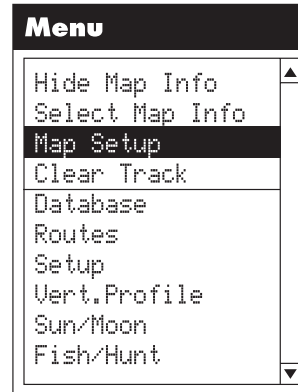 Menu
Hide Map Info
Select Map Info
Map Setup
Clear Track
Database
Routes
Setup
Vert.Profile
Sun/Moon
Fish/Hunt